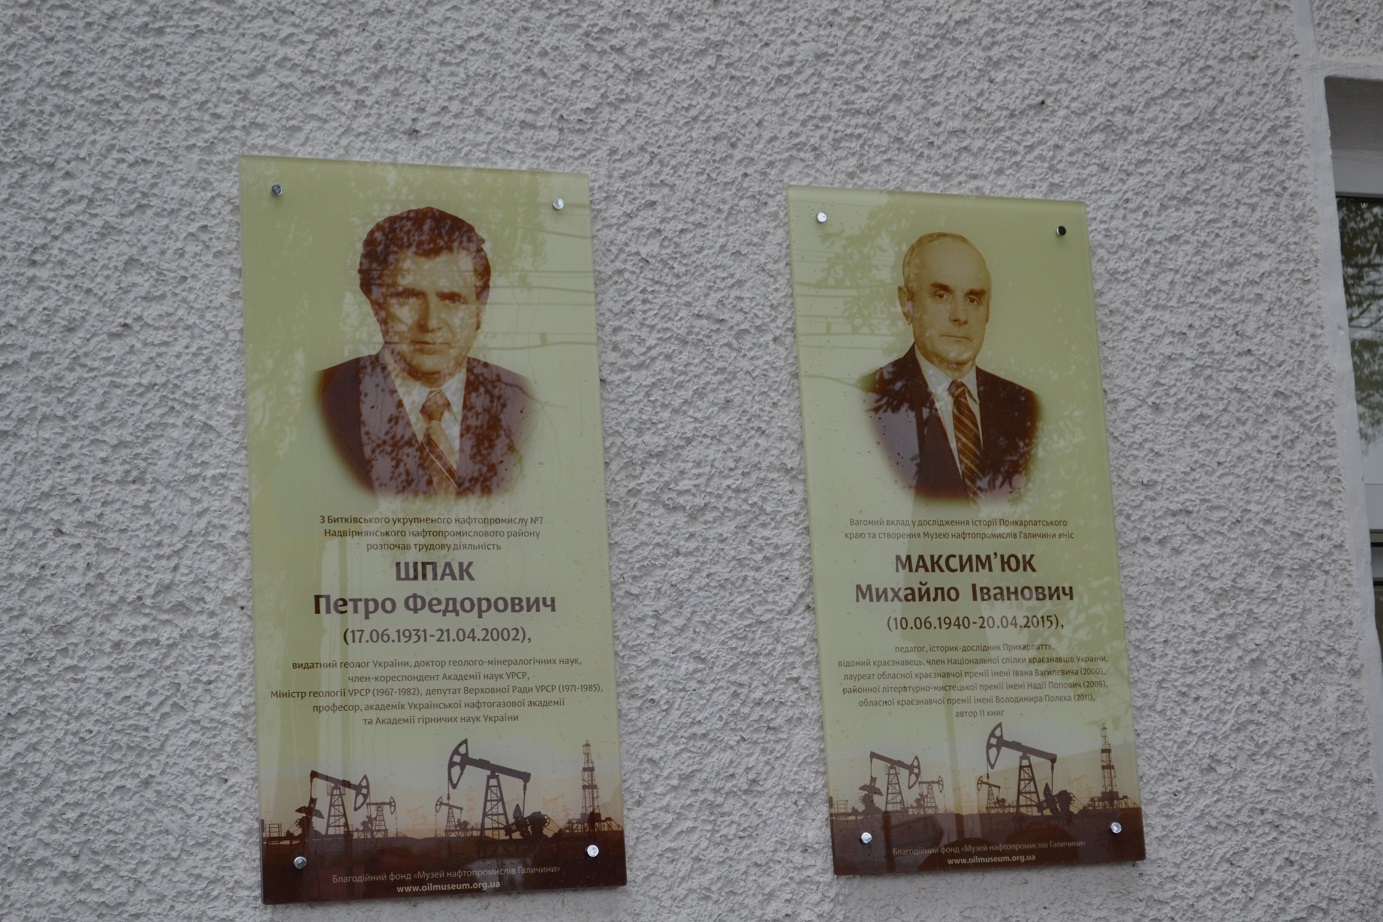 З Битківського укрупненого нафтопромислу №7
Надвірнянського нафтопромислового району
розпочав трудову діяльність
ШПАК
Петро Федорович
(17.06.1931-21.04.2002),
видатний геолог України, доктор геолого-мінералогічних наук,
член-кореспондент Академії наук УРСР,
Міністр геології УРСР (1967-1982), депутат Верховної Ради УРСР (1971-1985),
професор, академік Української нафтогазової академії
та Академії гірничих наук України
Благодійний фонд «Музей нафтопромислів Галичини»
www.oilmuseum.org.ua
Вагомий вклад у дослідження історії Прикарпатського
краю та створення Музею нафтопромислів Галичини вніс
МАКСИМ’ЮК
Михайло Іванович
(10.06.1940-20.04.2015),
педагог, історик-дослідник Прикарпаття,
відомий краєзнавець, член Національної спілки краєзнавців України,
лауреат обласної краєзнавчої премії імені Івана Вагилевича (2000),
районної літературно-мистецької премії імені Надії Попович (2006),
обласної краєзнавчої премії імені Володимира Полєка (2011),
автор 11 книг
Благодійний фонд «Музей нафтопромислів Галичини»
www.oilmuseum.org.ua